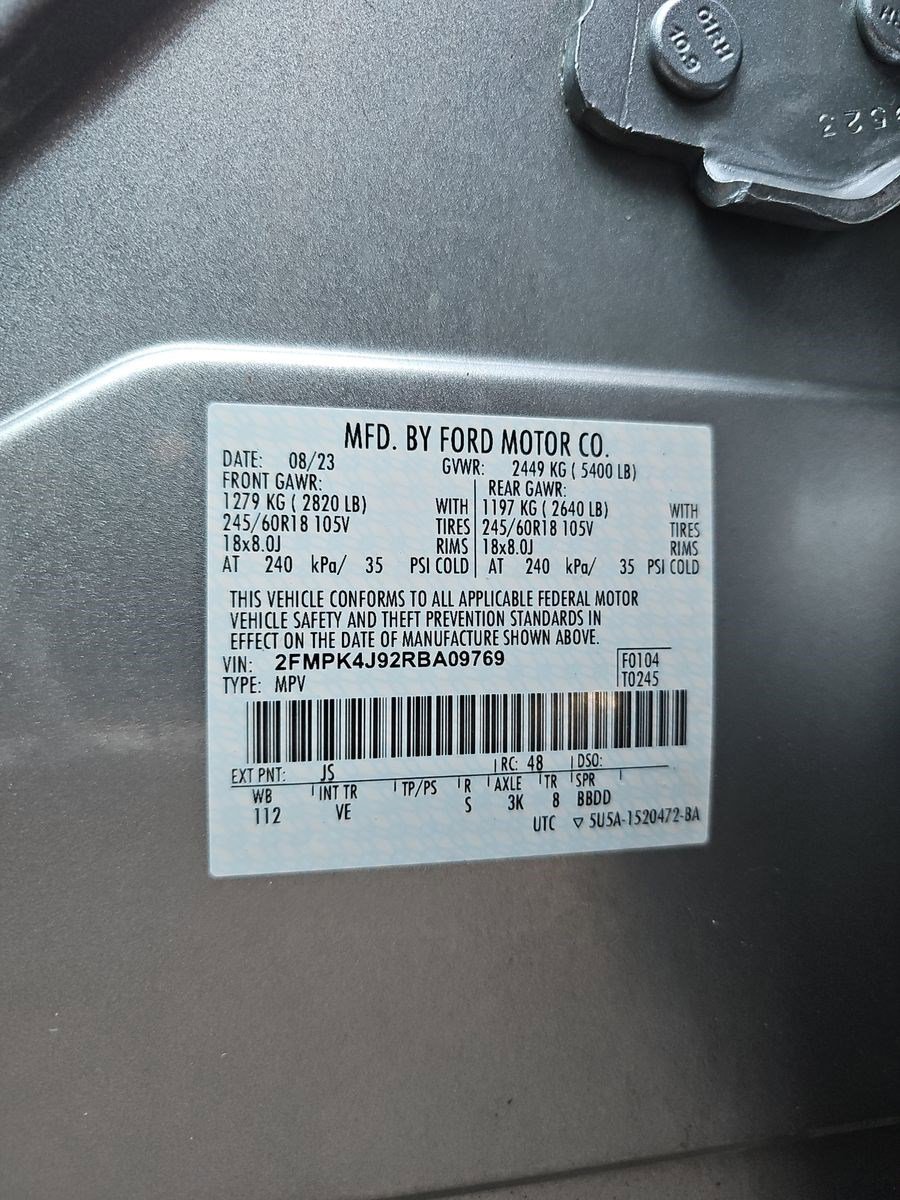 01RH
10.9
523
MFD. BY FORD MOTOR CO.
DATE: 08/23 GVWR: 2449 KG ( 5400 LB)
FRONT GAWR: REAR GAWR:
1279 KG ( 2820 LB) WITH 1197 KG ( 2640 LB) WITH
245/60R18 105V TIRES 245/60R18 105V TIRES
18x8.0J RIMS 18x8.0J RIMS
AT 240 kPa/ 35 PSI COLD AT 240 kPa/ 35 PSI COLD
THIS VEHICLE CONFORMS TO ALL APPLICABLE FEDERAL MOTOR
VEHICLE SAFETY AND THEFT PREVENTION STANDARDS IN
EFFECT ON THE DATE OF MANUFACTURE SHOWN ABOVE.
VIN: 2FMPK4J92RBA09769 F0104
TYPE: MPV T0245
EXT PNT: JS RC: 48 DSO:
WB INT TR TP/PS R AXLE TR SPR
112 VE S 3K 8 BBDD
UTC ▽ 5U5A-1520472-BA